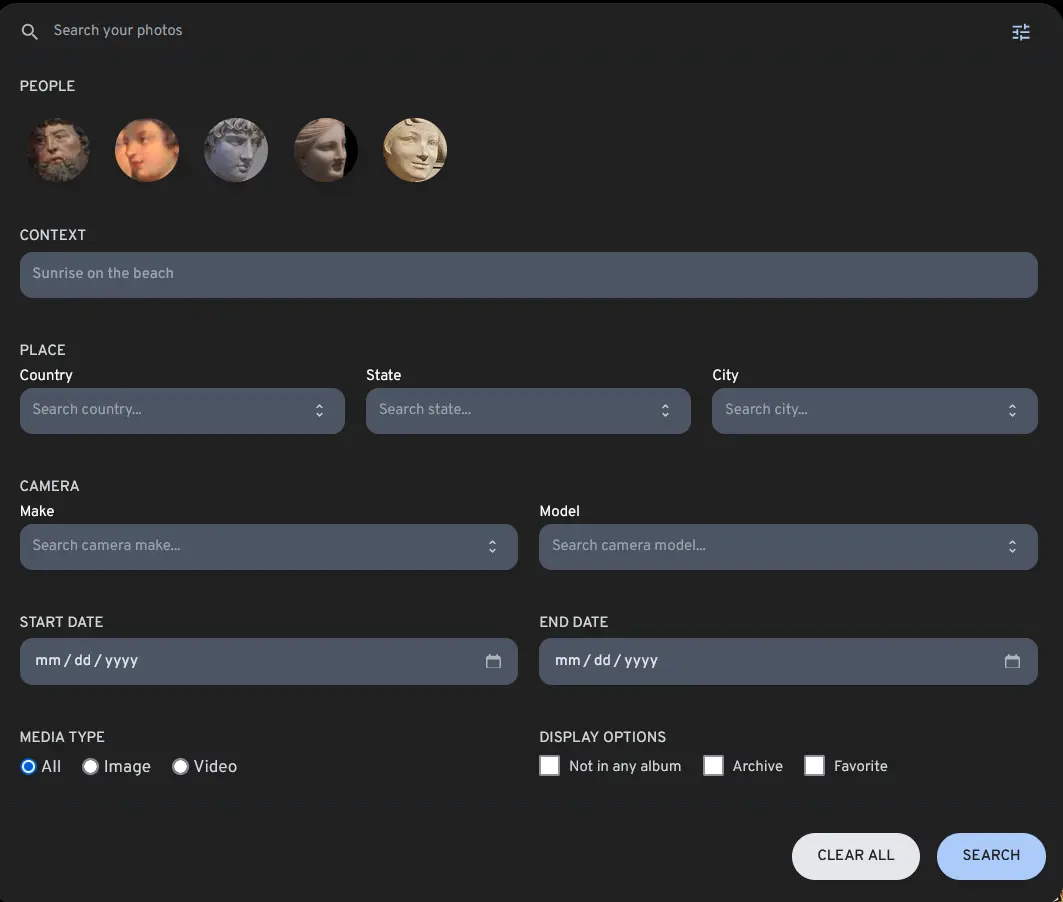 Search your photos
PEOPLE
CONTEXT
Sunrise on the beach
PLACE
Country State City
Search country... Search state... Search city...
CAMERA
Make Model
Search camera make... Search camera model...
START DATE END DATE
mm / dd / yyyy mm / dd / yyyy
MEDIA TYPE DISPLAY OPTIONS
All Image Video Not in any album Archive Favorite
CLEAR ALL SEARCH